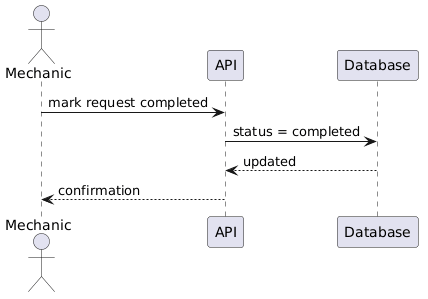 Mechanic
API
Database
mark request completed
status = completed
updated
confirmation
Mechanic
API
Database